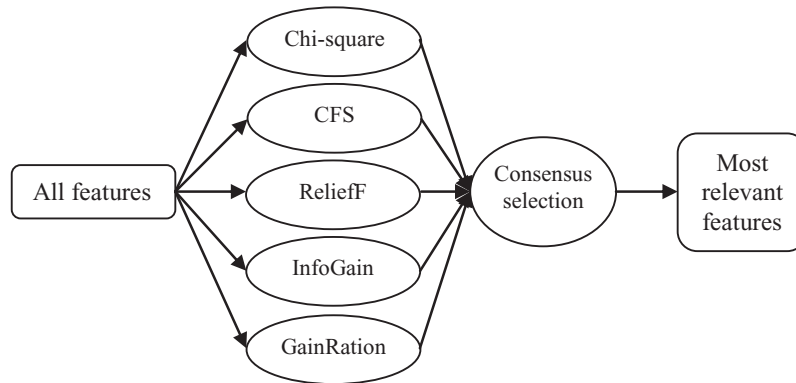 All features
Chi-square
CFS
ReliefF
InfoGain
GainRation
Consensus
selection
Most
relevant
features